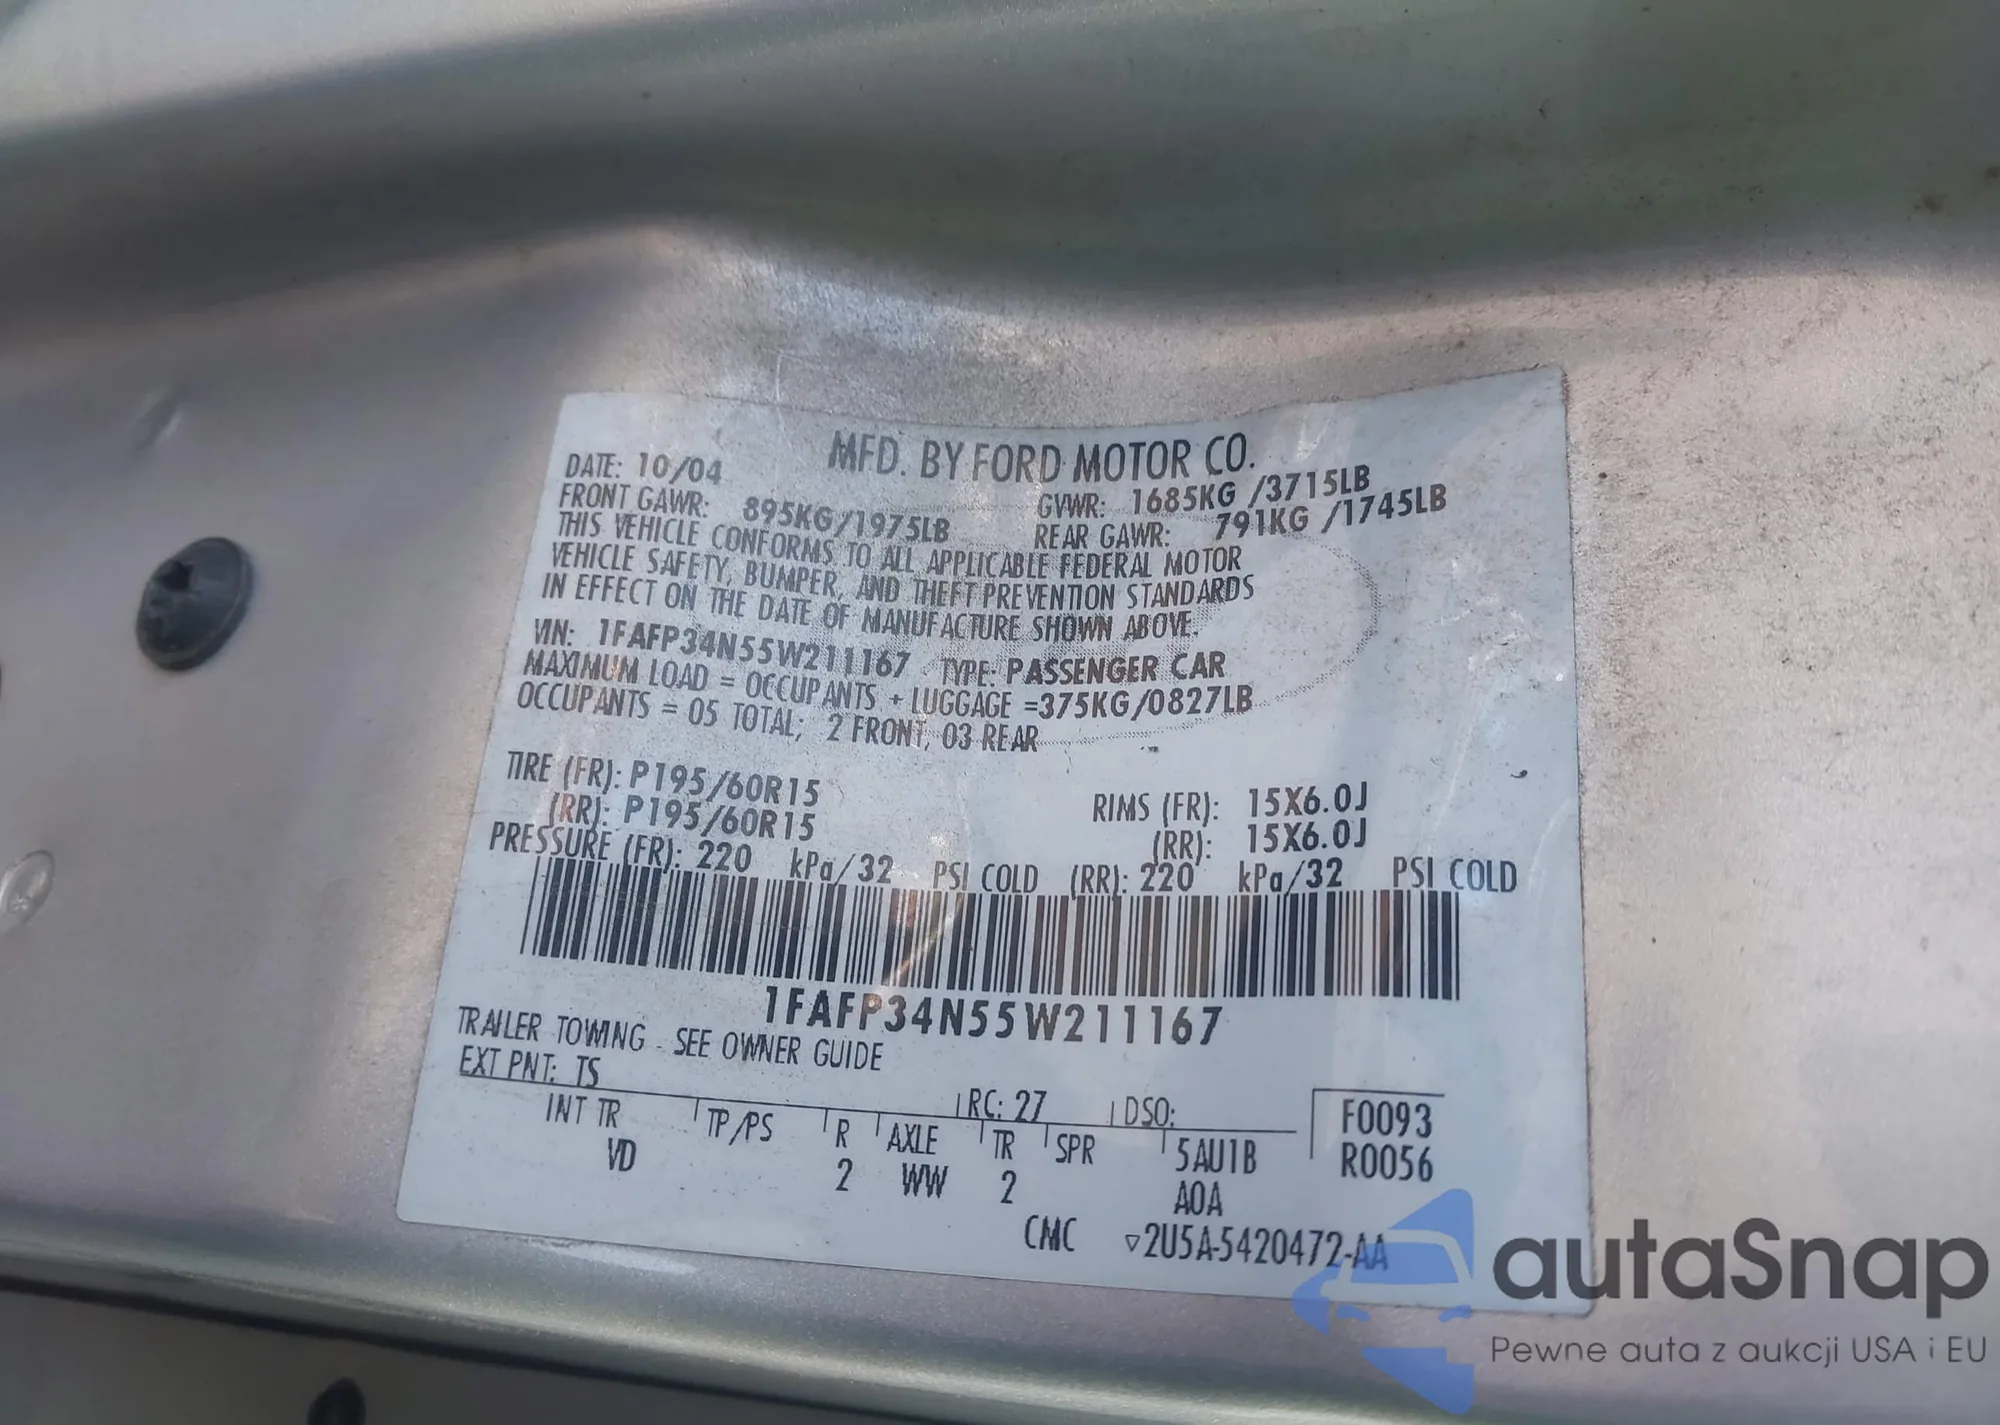 MFD. BY FORD MOTOR CO.
DATE: 10/04
GVWR: 1685KG /3715LB
FRONT GAWR: 895KG/1975LB
REAR GAWR: 791KG /1745LB
THIS VEHICLE CONFORMS TO ALL APPLICABLE FEDERAL MOTOR
VEHICLE SAFETY, BUMPER, AND THEFT PREVENTION STANDARDS
IN EFFECT ON THE DATE OF MANUFACTURE SHOWN ABOVE.
VIN: 1FAFP34N55W211167 TYPE: PASSENGER CAR
MAXIMUM LOAD = OCCUPANTS + LUGGAGE =375KG/0827LB
OCCUPANTS = 05 TOTAL; 2 FRONT, 03 REAR
TIRE (FR): P195/60R15 RIMS (FR): 15X6.0J
(RR): P195/60R15 (RR): 15X6.0J
PRESSURE (FR): 220 kPa/32 PSI COLD (RR): 220 kPa/32 PSI COLD
1FAFP34N55W211167
TRAILER TOWING - SEE OWNER GUIDE
EXT PNT: TS RC: 27 DSO: F0093
INT TR TP/PS R AXLE TR SPR 5AU1B R0056
VD 2 WW 2 A0A
CMC ▽2U5A-5420472-AA
autaSnap
Pewne auta z aukcji USA i EU